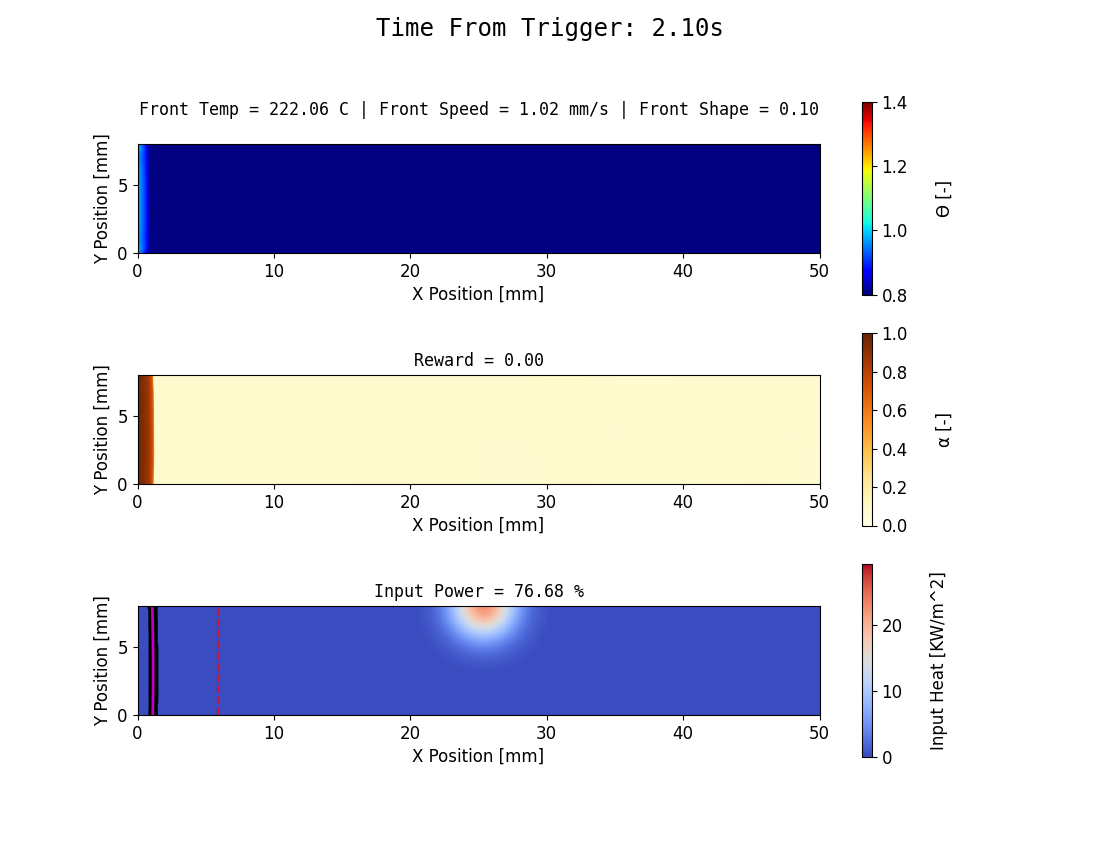 Time From Trigger: 2.10s
Front Temp = 222.06 C | Front Speed = 1.02 mm/s | Front Shape = 0.10
Y Position [mm]
5
0
0 10 20 30 40 50
X Position [mm]
1.4
1.2
1.0
0.8
Θ [-]
Reward = 0.00
Y Position [mm]
5
0
0 10 20 30 40 50
X Position [mm]
1.0
0.8
0.6
0.4
0.2
0.0
α [-]
Input Power = 76.68 %
Y Position [mm]
5
0
0 10 20 30 40 50
X Position [mm]
20
10
0
Input Heat [KW/m^2]